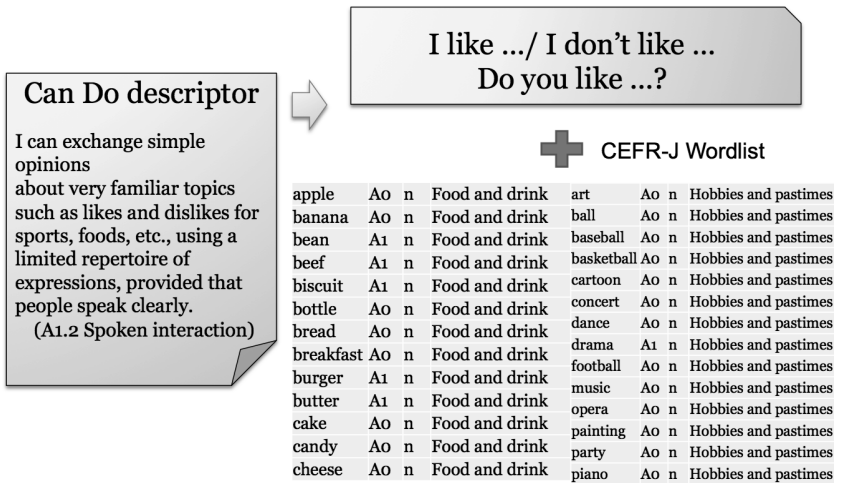 Can Do descriptor
I can exchange simple
opinions
about very familiar topics
such as likes and dislikes for
sports, foods, etc., using a
limited repertoire of
expressions, provided that
people speak clearly.
(A1.2 Spoken interaction)
I like .../ I don't like ...
Do you like ...?
CEFR-J Wordlist
apple A0 n Food and drink
banana A0 n Food and drink
bean A1 n Food and drink
beef A1 n Food and drink
biscuit A1 n Food and drink
bottle A0 n Food and drink
bread A0 n Food and drink
breakfast A0 n Food and drink
burger A1 n Food and drink
butter A1 n Food and drink
cake A0 n Food and drink
candy A0 n Food and drink
cheese A0 n Food and drink
art A0 n Hobbies and pastimes
ball A0 n Hobbies and pastimes
baseball A0 n Hobbies and pastimes
basketball A0 n Hobbies and pastimes
cartoon A0 n Hobbies and pastimes
concert A0 n Hobbies and pastimes
dance A0 n Hobbies and pastimes
drama A1 n Hobbies and pastimes
football A0 n Hobbies and pastimes
music A0 n Hobbies and pastimes
opera A0 n Hobbies and pastimes
painting A0 n Hobbies and pastimes
party A0 n Hobbies and pastimes
piano A0 n Hobbies and pastimes